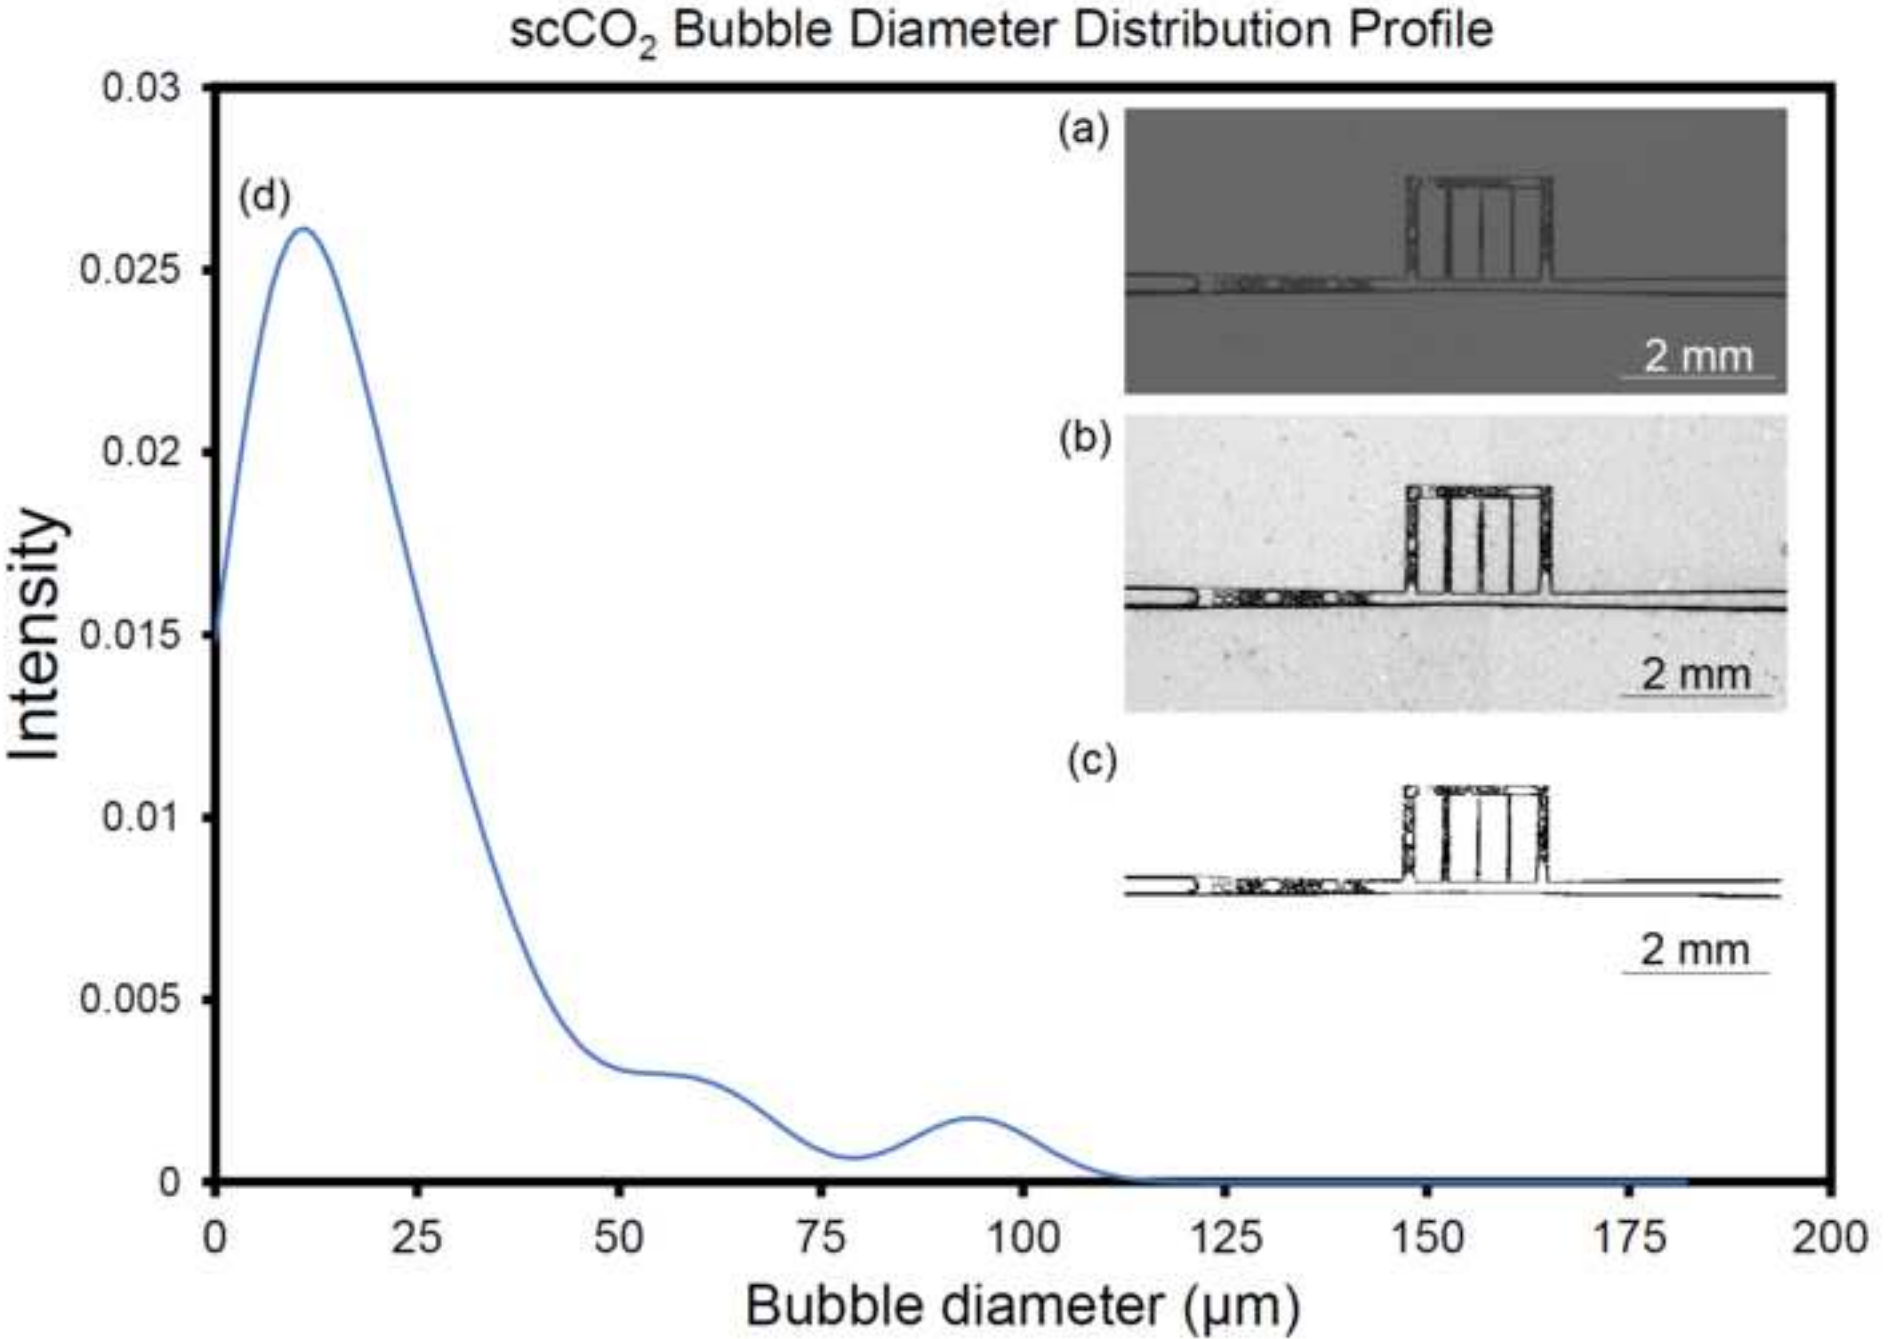 scCO₂ Bubble Diameter Distribution Profile
0.03
0.025
0.02
0.015
0.01
0.005
0
Intensity
(d)
(a)
2 mm
(b)
2 mm
(c)
2 mm
0 25 50 75 100 125 150 175 200
Bubble diameter (µm)